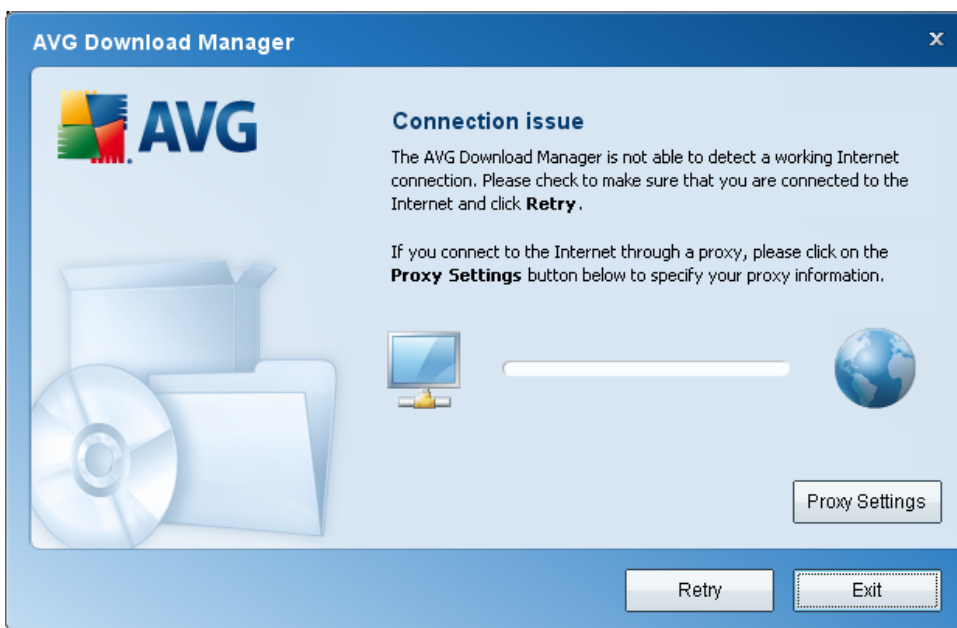 AVG Download Manager
x
AVG
Connection issue
The AVG Download Manager is not able to detect a working Internet
connection. Please check to make sure that you are connected to the
Internet and click Retry.
If you connect to the Internet through a proxy, please click on the
Proxy Settings button below to specify your proxy information.
Proxy Settings
Retry
Exit